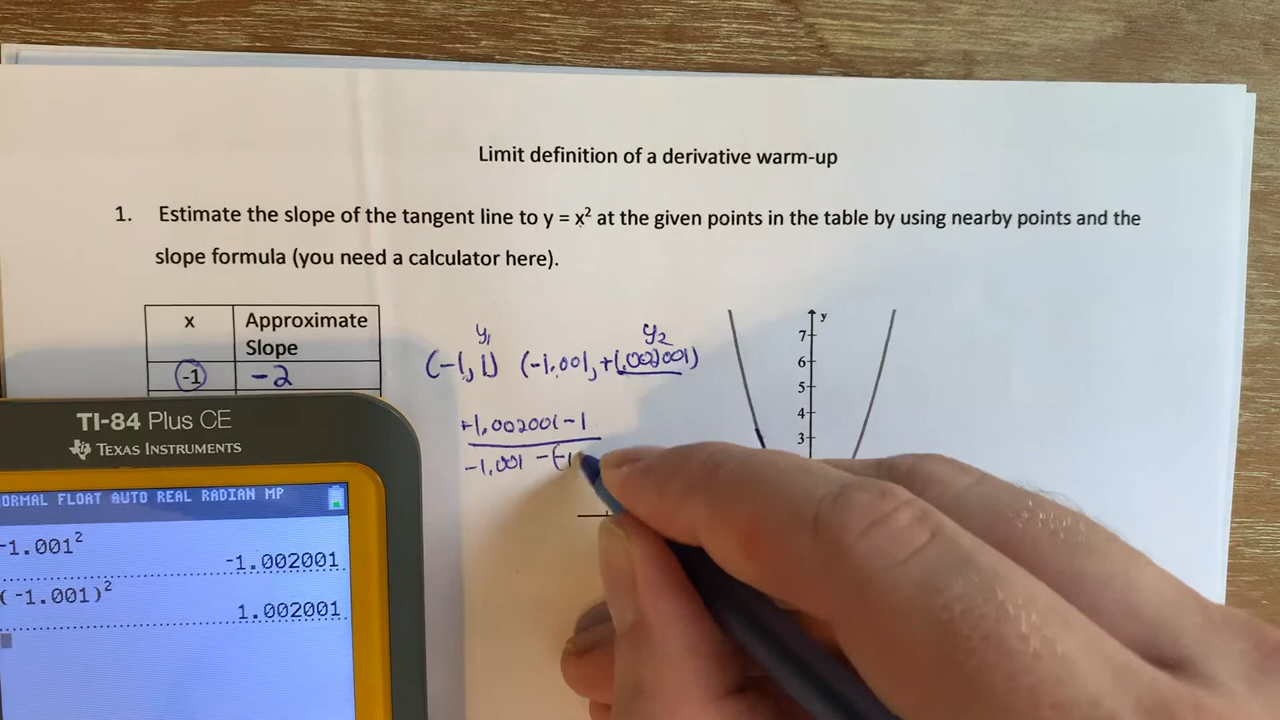 Limit definition of a derivative warm-up
1. Estimate the slope of the tangent line to y = x² at the given points in the table by using nearby points and the
slope formula (you need a calculator here).
x Approximate Slope
-1 -2
y₁ y₂
(-1, 1) (-1.001, +1.002001)
+1.002001 - 1
-1.001 - (-1
y
7
6
5
4
3
TI-84 Plus CE
TEXAS INSTRUMENTS
ORMAL FLOAT AUTO REAL RADIAN MP
-1.001²
-1.002001
(-1.001)²
1.002001